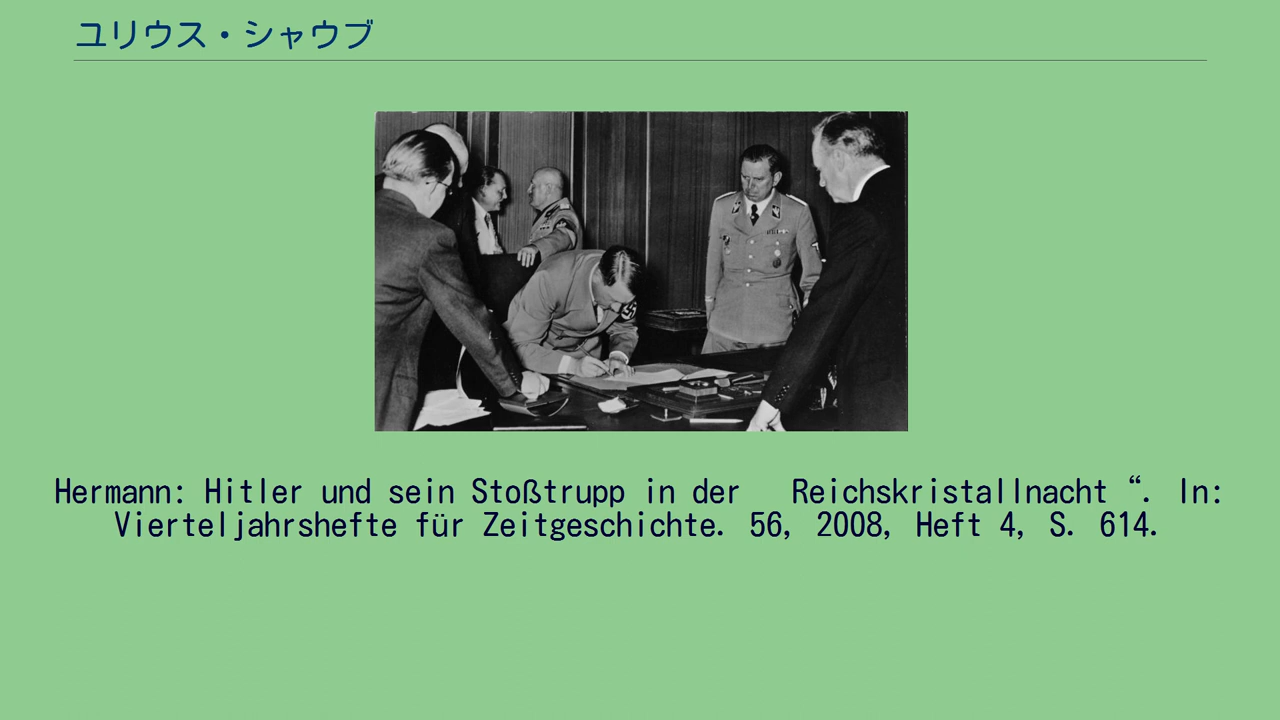 ユリウス・シャウブ
Hermann: Hitler und sein Stoßtrupp in der Reichskristallnacht “. In:
Vierteljahrshefte für Zeitgeschichte. 56, 2008, Heft 4, S. 614.